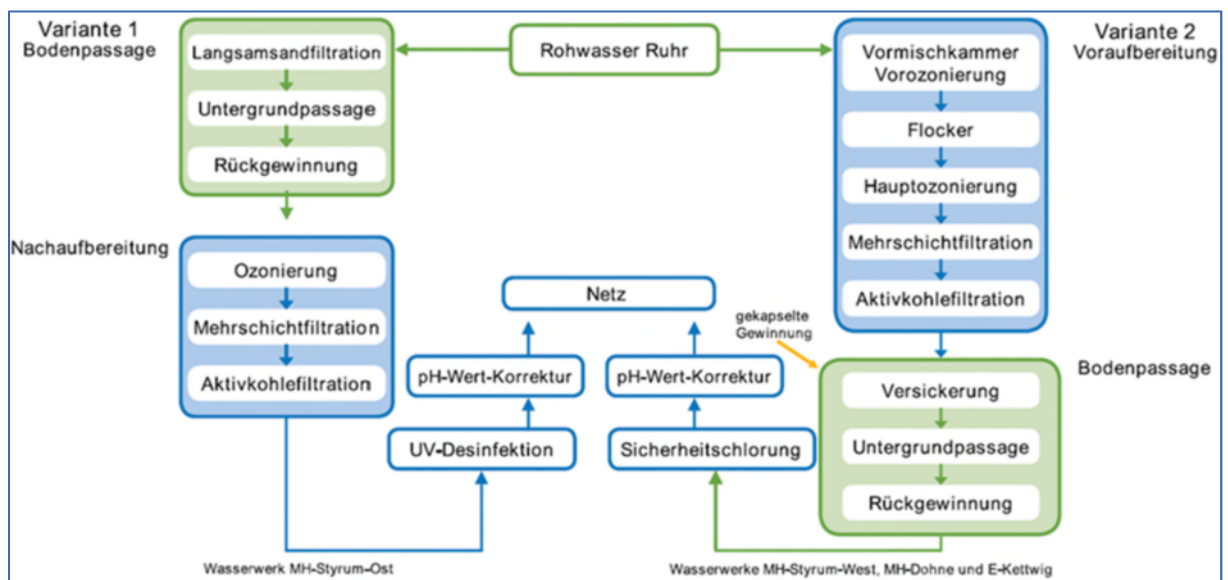 Variante 1
Bodenpassage
Langsamsandfiltration
Untergrundpassage
Rückgewinnung
Rohwasser Ruhr
Variante 2
Voraufbereitung
Vormischkammer
Vorozonierung
Flocker
Hauptozonierung
Mehrschichtfiltration
Aktivkohlefiltration
Nachaufbereitung
Ozonierung
Mehrschichtfiltration
Aktivkohlefiltration
Netz
gekapselte
Gewinnung
pH-Wert-Korrektur
pH-Wert-Korrektur
UV-Desinfektion
Sicherheitschlorung
Bodenpassage
Versickerung
Untergrundpassage
Rückgewinnung
Wasserwerk MH-Styrum-Ost
Wasserwerke MH-Styrum-West, MH-Dohne und E-Kettwig